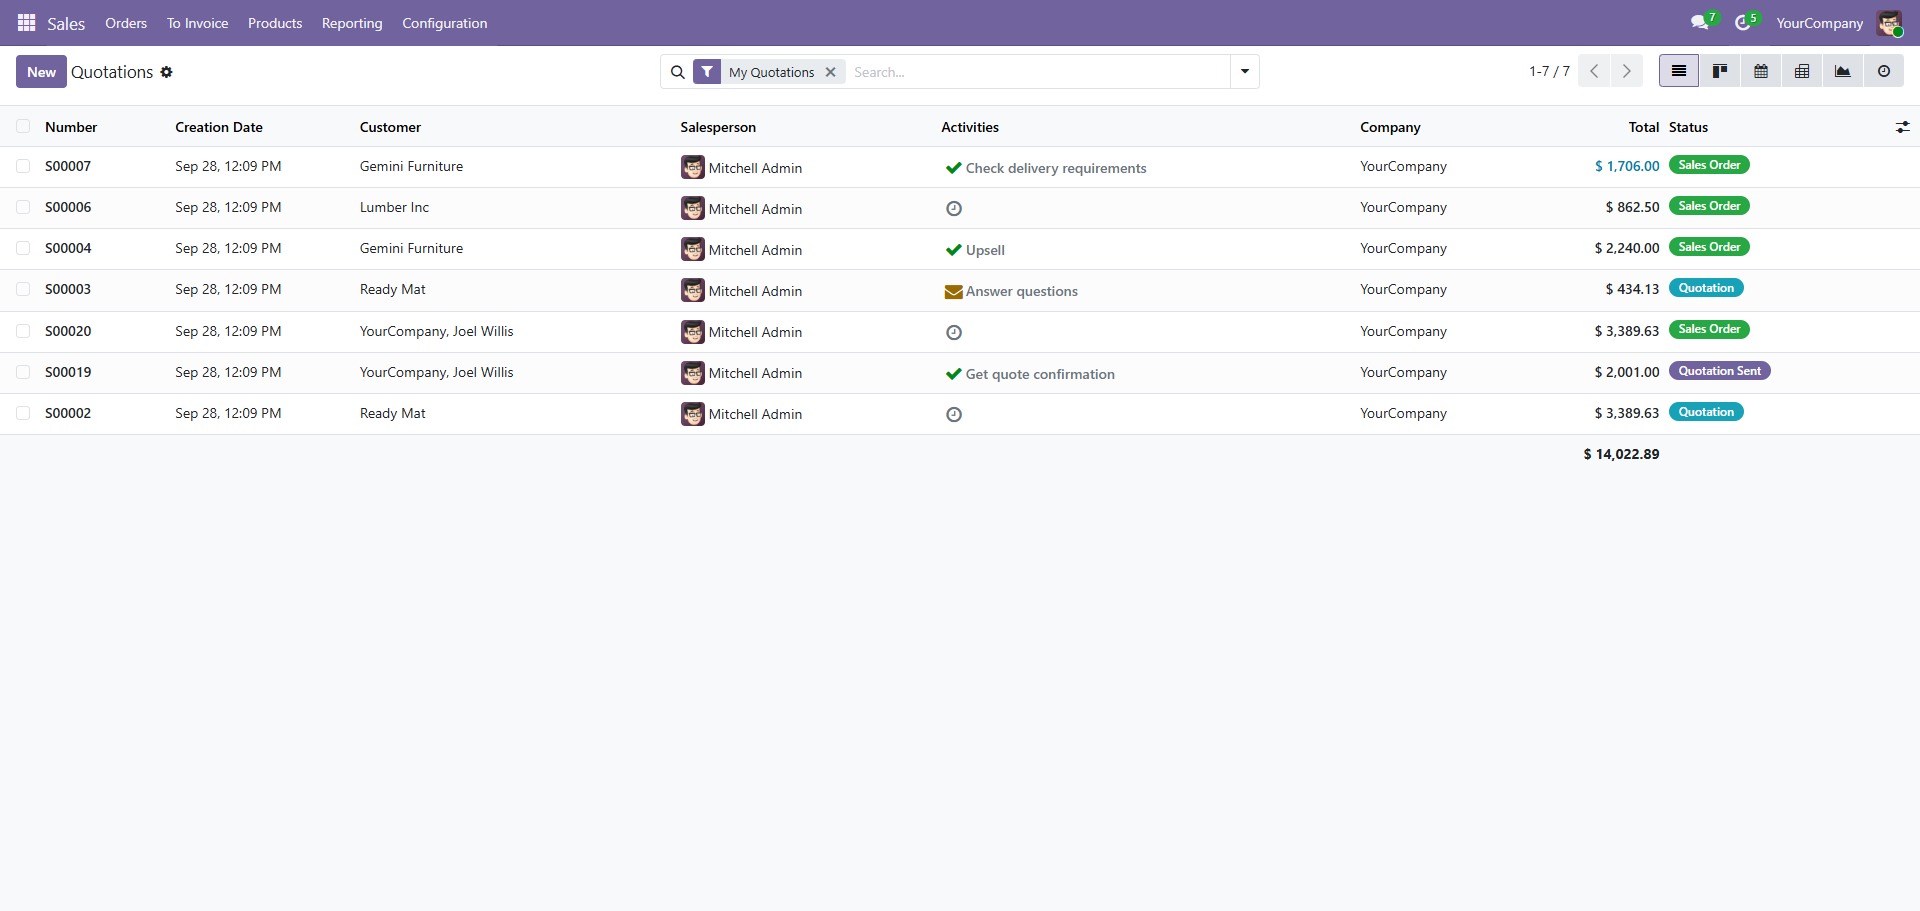 Sales Orders To Invoice Products Reporting Configuration 7 5 YourCompany
New Quotations My Quotations Search... 1-7 / 7
Number Creation Date Customer Salesperson Activities Company Total Status
S00007 Sep 28, 12:09 PM Gemini Furniture Mitchell Admin Check delivery requirements YourCompany $ 1,706.00 Sales Order
S00006 Sep 28, 12:09 PM Lumber Inc Mitchell Admin YourCompany $ 862.50 Sales Order
S00004 Sep 28, 12:09 PM Gemini Furniture Mitchell Admin Upsell YourCompany $ 2,240.00 Sales Order
S00003 Sep 28, 12:09 PM Ready Mat Mitchell Admin Answer questions YourCompany $ 434.13 Quotation
S00020 Sep 28, 12:09 PM YourCompany, Joel Willis Mitchell Admin YourCompany $ 3,389.63 Sales Order
S00019 Sep 28, 12:09 PM YourCompany, Joel Willis Mitchell Admin Get quote confirmation YourCompany $ 2,001.00 Quotation Sent
S00002 Sep 28, 12:09 PM Ready Mat Mitchell Admin YourCompany $ 3,389.63 Quotation
$ 14,022.89